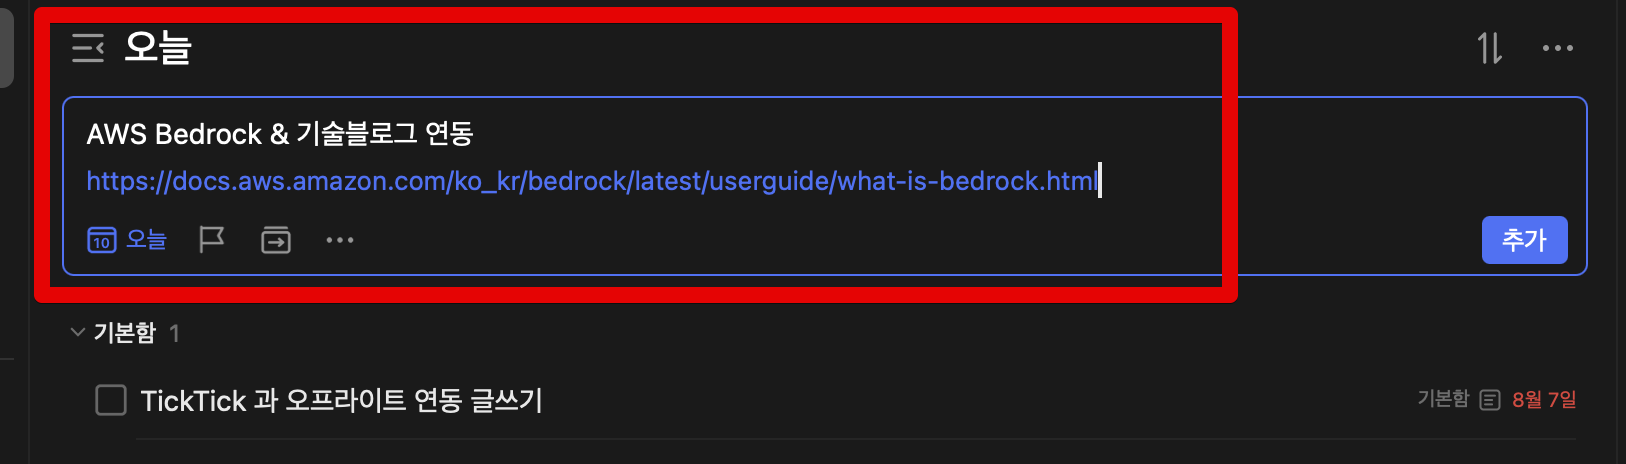 오늘
AWS Bedrock & 기술블로그 연동
https://docs.aws.amazon.com/ko_kr/bedrock/latest/userguide/what-is-bedrock.html
10 오늘
추가
기본함 1
TickTick 과 오프라이트 연동 글쓰기 기본함 8월 7일